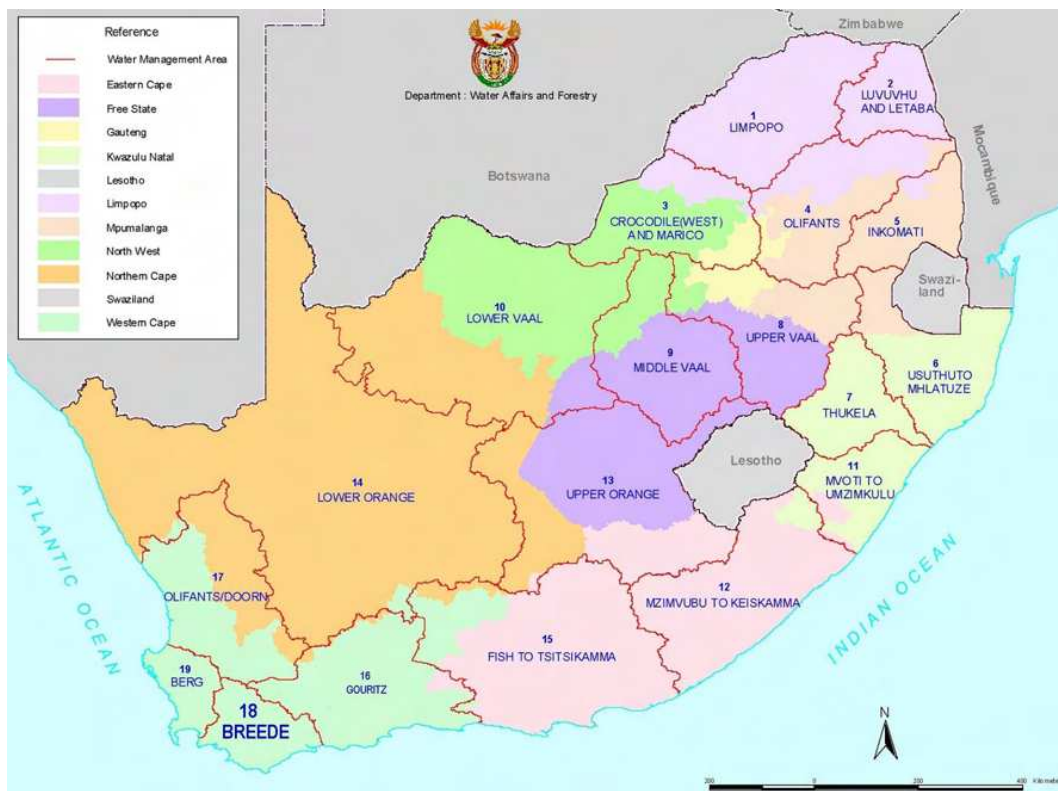 Reference
Water Management Area
Eastern Cape
Free State
Gauteng
Kwazulu Natal
Lesotho
Limpopo
Mpumalanga
North West
Northern Cape
Swaziland
Western Cape
Department : Water Affairs and Forestry
Zimbabwe
Botswana
Mocambique
1
LIMPOPO
2
LUVUVHU
AND LETABA
3
CROCODILE(WEST)
AND MARICO
4
OLIFANTS
5
INKOMATI
Swazi-
land
10
LOWER VAAL
9
MIDDLE VAAL
8
UPPER VAAL
6
USUTHUTO
MHLATUZE
7
THUKELA
Lesotho
11
MVOTI TO
UMZIMKULU
13
UPPER ORANGE
14
LOWER ORANGE
ATLANTIC OCEAN
INDIAN OCEAN
17
OLIFANTS/DOORN
12
MZIMVUBU TO KEISKAMMA
15
FISH TO TSITSIKAMMA
16
GOURITZ
19
BERG
18
BREEDE
N
200 0 200 400 Kilomete